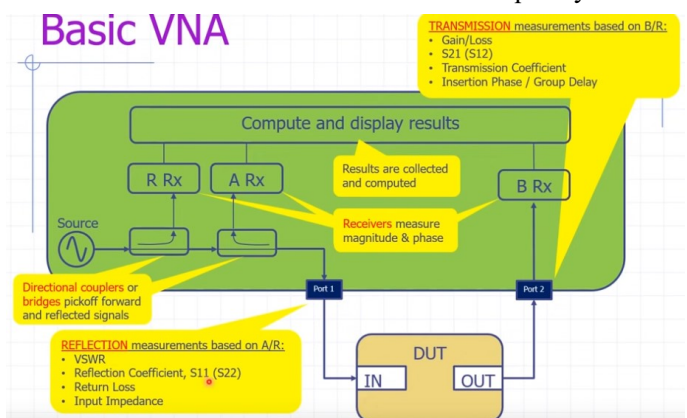 Basic VNA
TRANSMISSION measurements based on B/R:
• Gain/Loss
• S21 (S12)
• Transmission Coefficient
• Insertion Phase / Group Delay
Compute and display results
R Rx
A Rx
B Rx
Results are collected
and computed
Receivers measure
magnitude & phase
Source
Directional couplers or
bridges pickoff forward
and reflected signals
Port 1
Port 2
REFLECTION measurements based on A/R:
• VSWR
• Reflection Coefficient, S11 (S22)
• Return Loss
• Input Impedance
DUT
IN
OUT